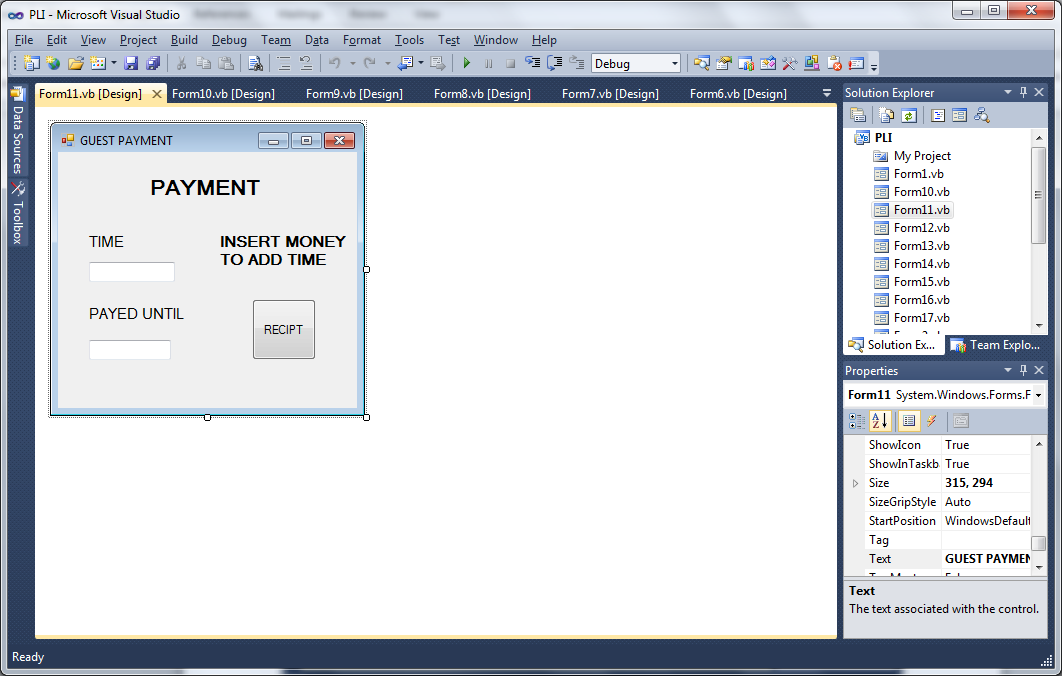 PLI - Microsoft Visual Studio
File Edit View Project Build Debug Team Data Format Tools Test Window Help
Debug
Data Sources
Toolbox
Form11.vb [Design] Form10.vb [Design] Form9.vb [Design] Form8.vb [Design] Form7.vb [Design] Form6.vb [Design]
GUEST PAYMENT
PAYMENT
TIME
INSERT MONEY
TO ADD TIME
PAYED UNTIL
RECIPT
Solution Explorer
PLI
My Project
Form1.vb
Form10.vb
Form11.vb
Form12.vb
Form13.vb
Form14.vb
Form15.vb
Form16.vb
Form17.vb
Solution Ex... Team Explo...
Properties
Form11 System.Windows.Forms.F
ShowIcon True
ShowInTaskb True
Size 315, 294
SizeGripStyle Auto
StartPosition WindowsDefault
Tag
Text GUEST PAYMEN
Text
The text associated with the control.
Ready